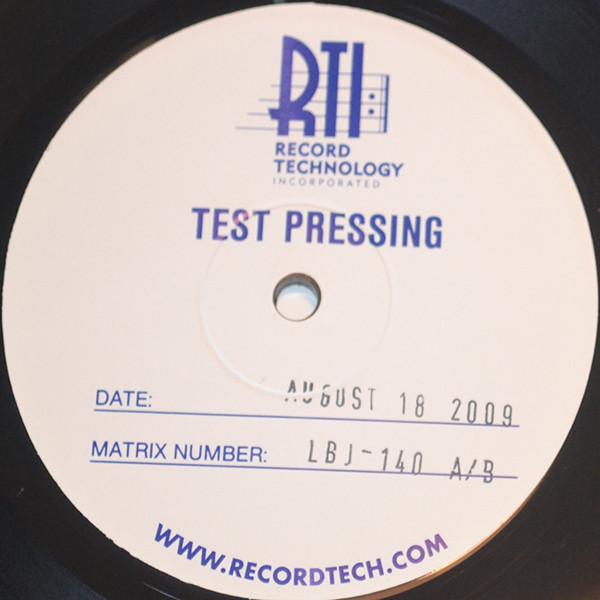 RTI
RECORD
TECHNOLOGY
INCORPORATED
TEST PRESSING
DATE: AUGUST 18 2009
MATRIX NUMBER: LBJ-140 A/B
WWW.RECORDTECH.COM